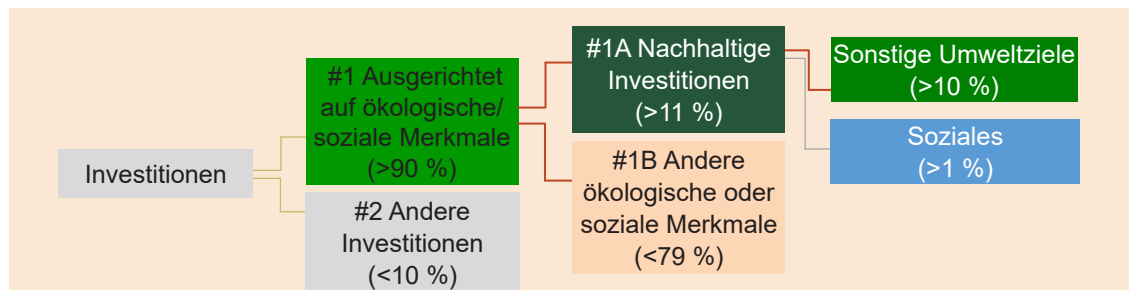 Investitionen
#1 Ausgerichtet
auf ökologische/
soziale Merkmale
(>90 %)
#2 Andere
Investitionen
(<10 %)
#1A Nachhaltige
Investitionen
(>11 %)
#1B Andere
ökologische oder
soziale Merkmale
(<79 %)
Sonstige Umweltziele
(>10 %)
Soziales
(>1 %)